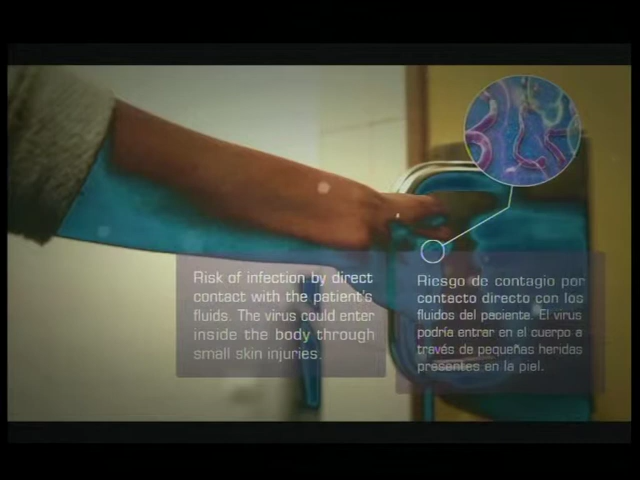 Risk of infection by direct
contact with the patient's
fluids. The virus could enter
inside the body through
small skin injuries.
Riesgo de contagio por
contacto directo con los
fluidos del paciente. El virus
podría entrar en el cuerpo a
través de pequeñas heridas
presentes en la piel.